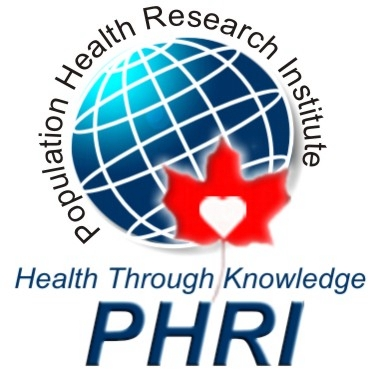 Population Health Research Institute
Health Through Knowledge
PHRI